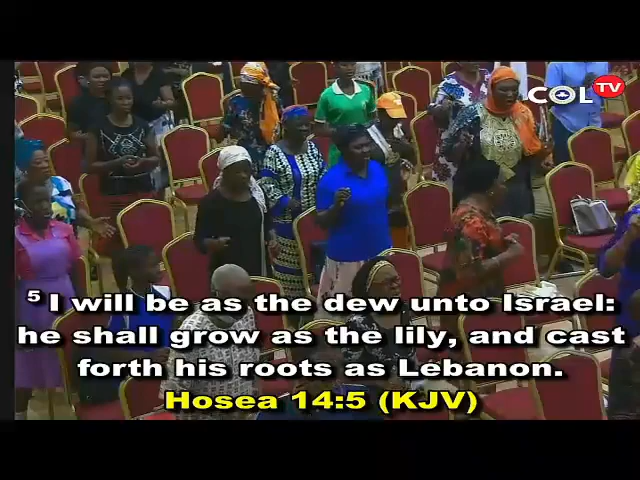 COL TV
⁵ I will be as the dew unto Israel:
he shall grow as the lily, and cast
forth his roots as Lebanon.
Hosea 14:5 (KJV)